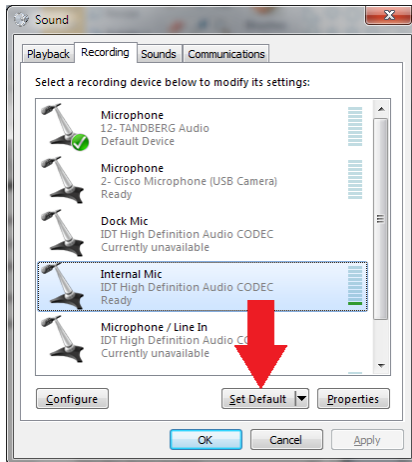 Sound
Playback Recording Sounds Communications
Select a recording device below to modify its settings:
Microphone
12- TANDBERG Audio
Default Device
Microphone
2- Cisco Microphone (USB Camera)
Ready
Dock Mic
IDT High Definition Audio CODEC
Currently unavailable
Internal Mic
IDT High Definition Audio CODEC
Ready
Microphone / Line In
IDT High Definition Audio
Currently unavailable
Configure Set Default Properties
OK Cancel Apply